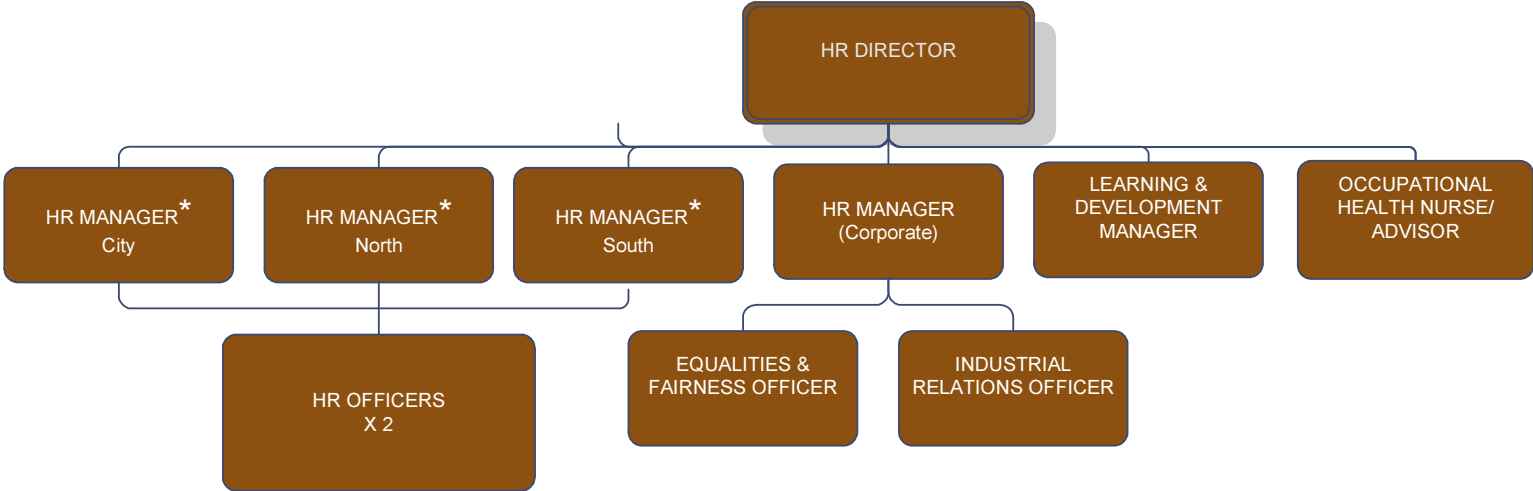 HR DIRECTOR
HR MANAGER*
City
HR MANAGER*
North
HR MANAGER*
South
HR MANAGER
(Corporate)
LEARNING &
DEVELOPMENT
MANAGER
OCCUPATIONAL
HEALTH NURSE/
ADVISOR
HR OFFICERS
X 2
EQUALITIES &
FAIRNESS OFFICER
INDUSTRIAL
RELATIONS OFFICER